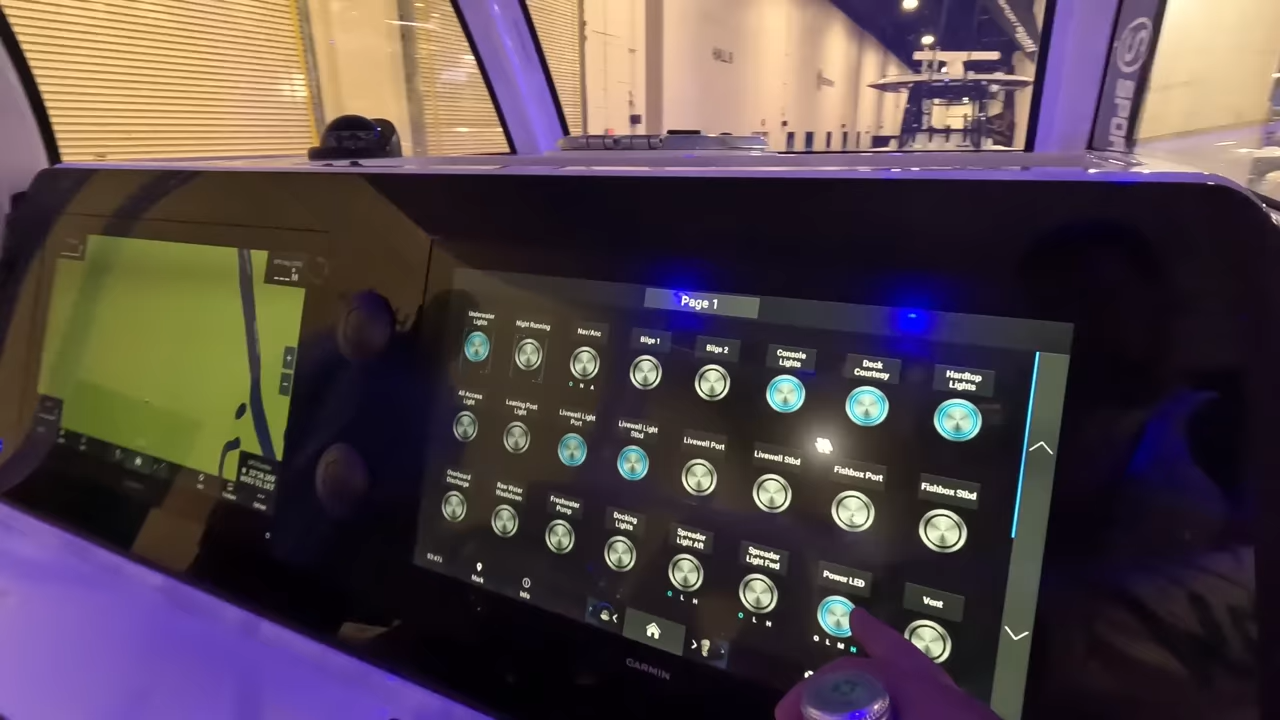 HALL B
SPOR
Page 1
Underwater
Lights
Night Running
Nav/Anc
O N A
Bilge 1
Bilge 2
Console
Lights
Deck
Courtesy
Hardtop
Lights
All Access
Light
Leaning Post
Light
Livewell Light
Port
Livewell Light
Stbd
Livewell Port
Livewell Stbd
Fishbox Port
Fishbox Stbd
Overboard
Discharge
Raw Water
Washdown
Freshwater
Pump
Docking
Lights
Spreader
Light Aft
O L H
Spreader
Light Fwd
O L H
Power LED
O L M H
Vent
Mark
Info
GARMIN